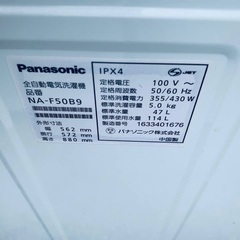 Panasonic
IPX4
JET
全自動電気洗濯機
品番
NA-F50B9
外形寸法
幅 562 mm
奥行 572 mm
高さ 880 mm
定格電圧 100 V ～
定格周波数 50/60 Hz
定格消費電力 355/430 W
標準洗濯容量 5.0 kg
標準水量 47 L
標準使用水量 114 L
1633401676
パナソニック株式会社
中国製